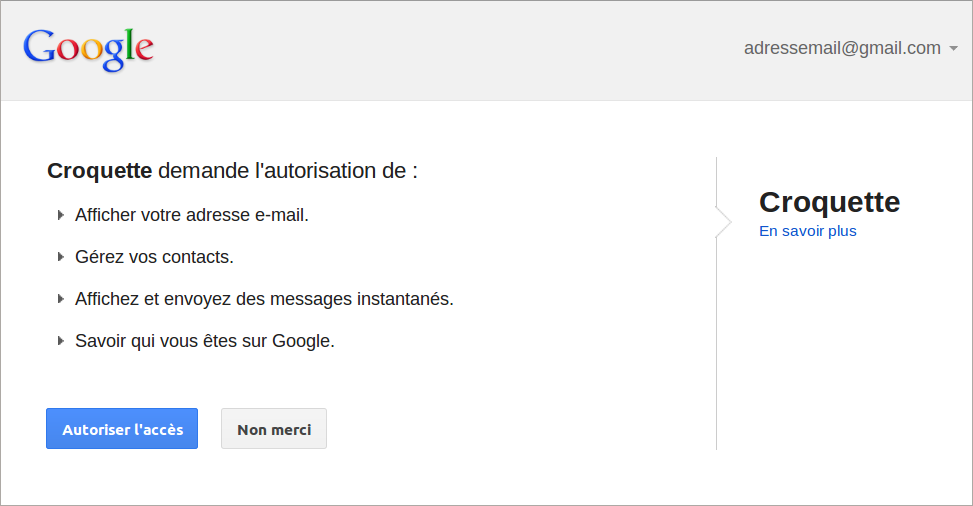 Google
adressemail@gmail.com
Croquette demande l'autorisation de :
Afficher votre adresse e-mail.
Gérez vos contacts.
Affichez et envoyez des messages instantanés.
Savoir qui vous êtes sur Google.
Autoriser l'accès
Non merci
Croquette
En savoir plus